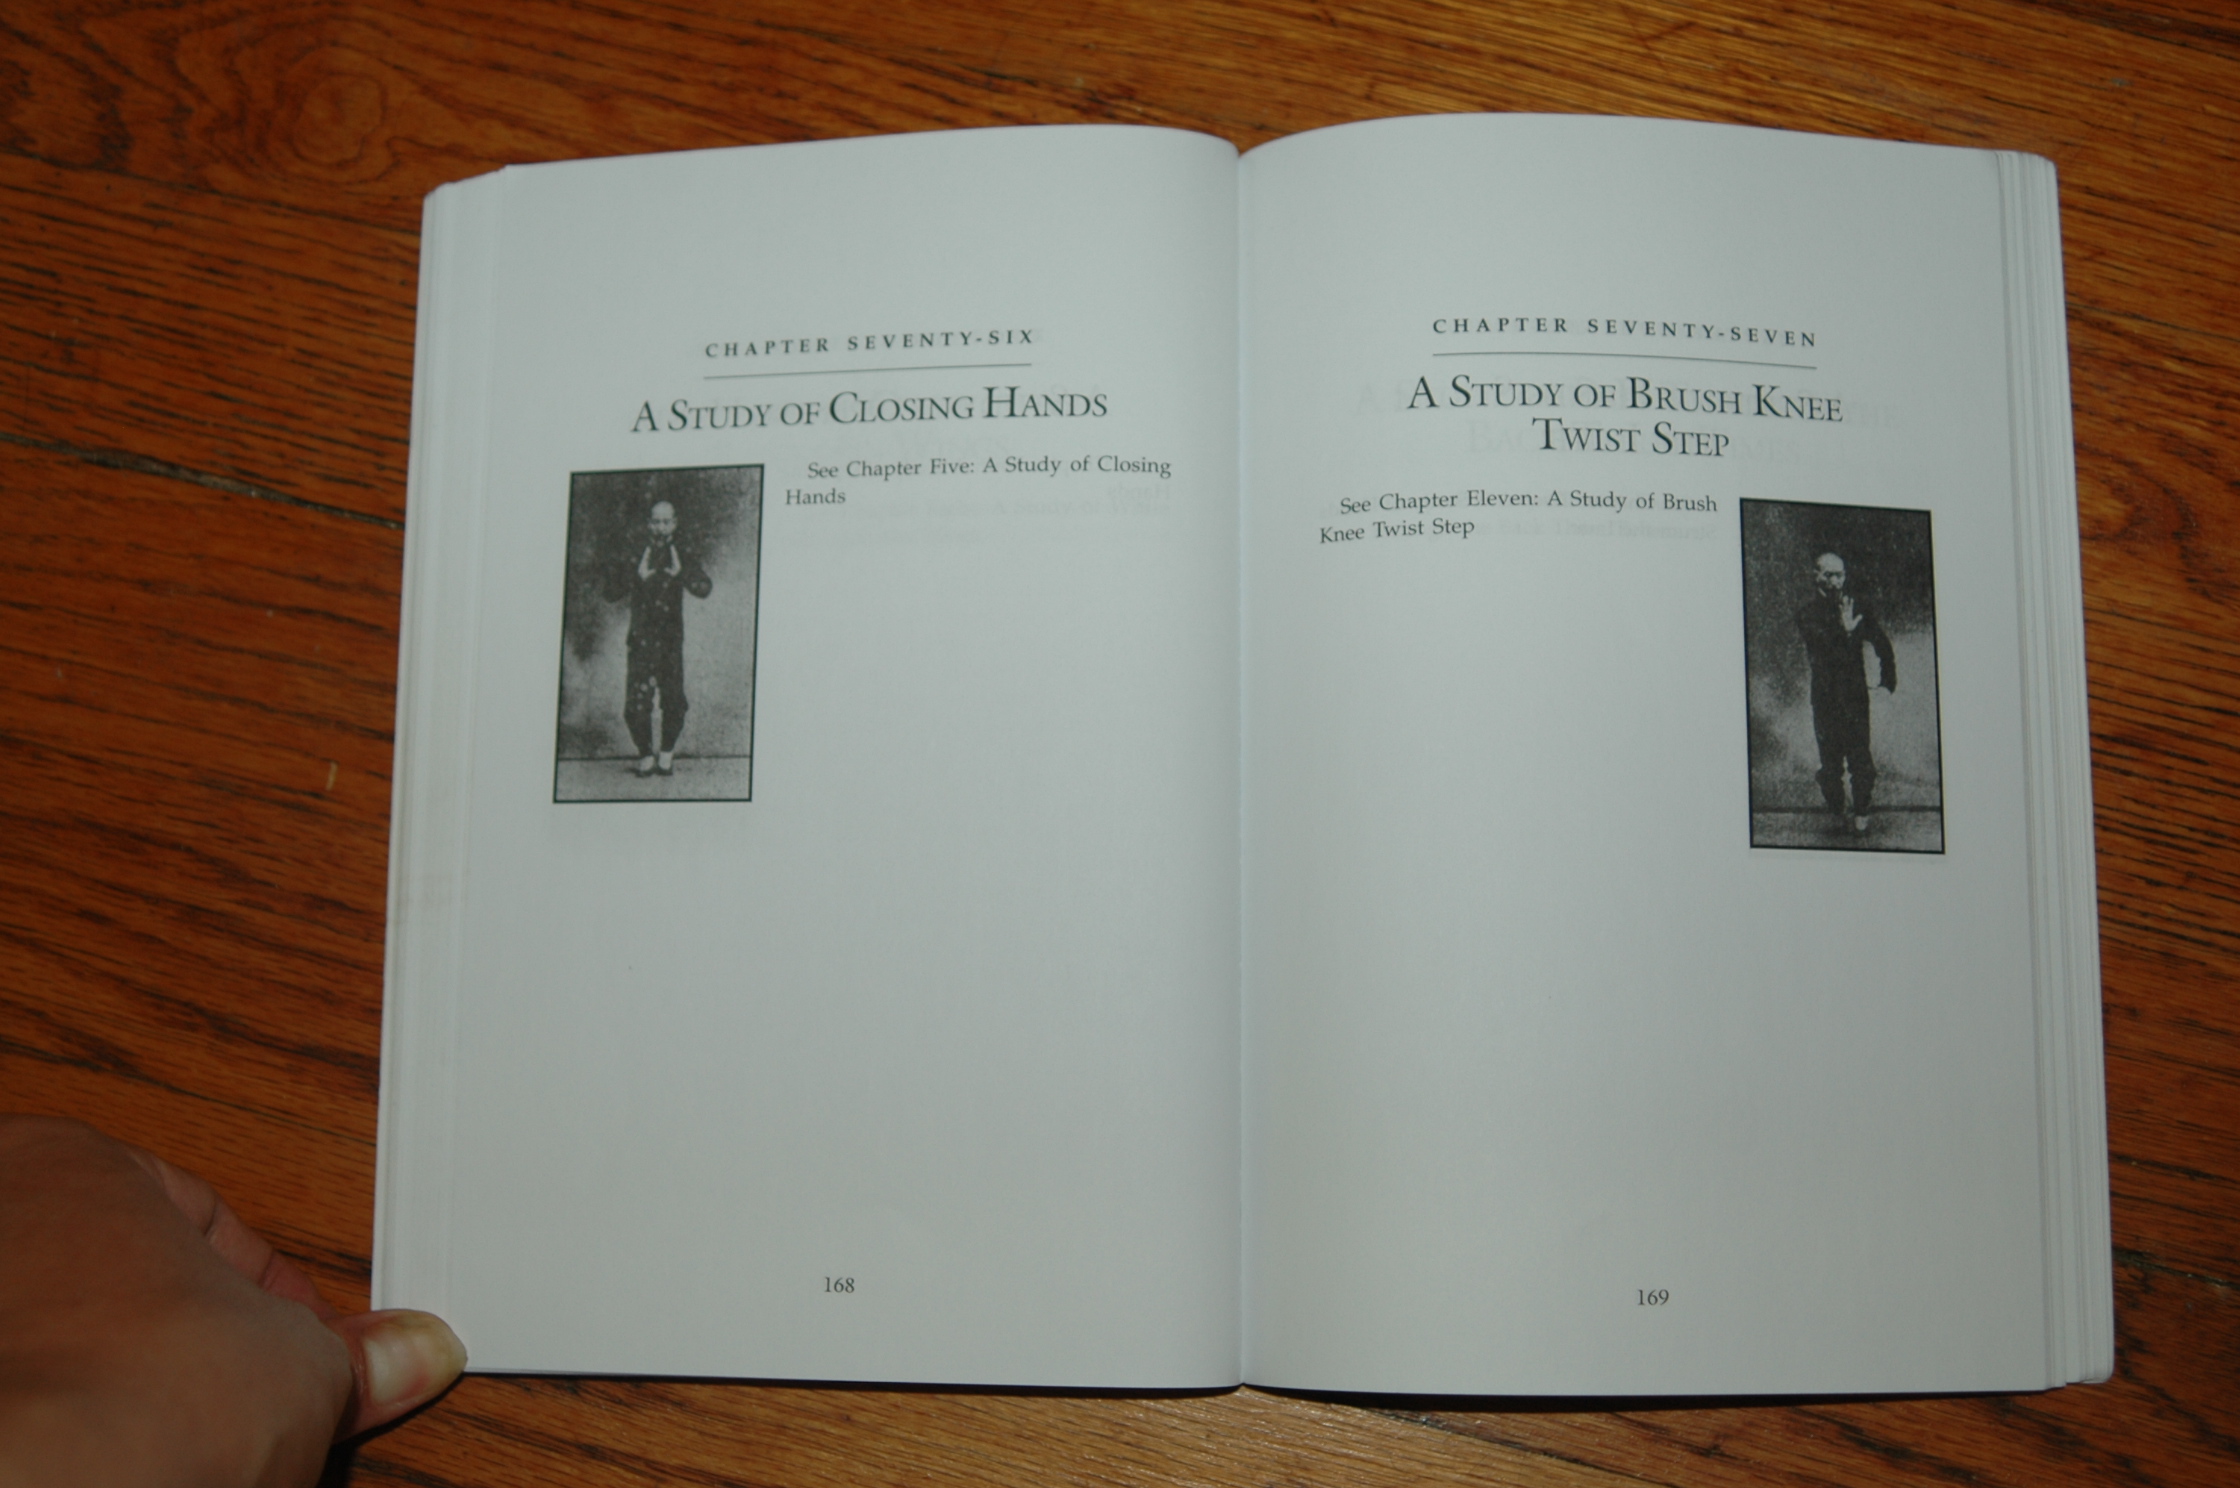 CHAPTER SEVENTY-SIX
A STUDY OF CLOSING HANDS
See Chapter Five: A Study of Closing
Hands
168
CHAPTER SEVENTY-SEVEN
A STUDY OF BRUSH KNEE
TWIST STEP
See Chapter Eleven: A Study of Brush
Knee Twist Step
169